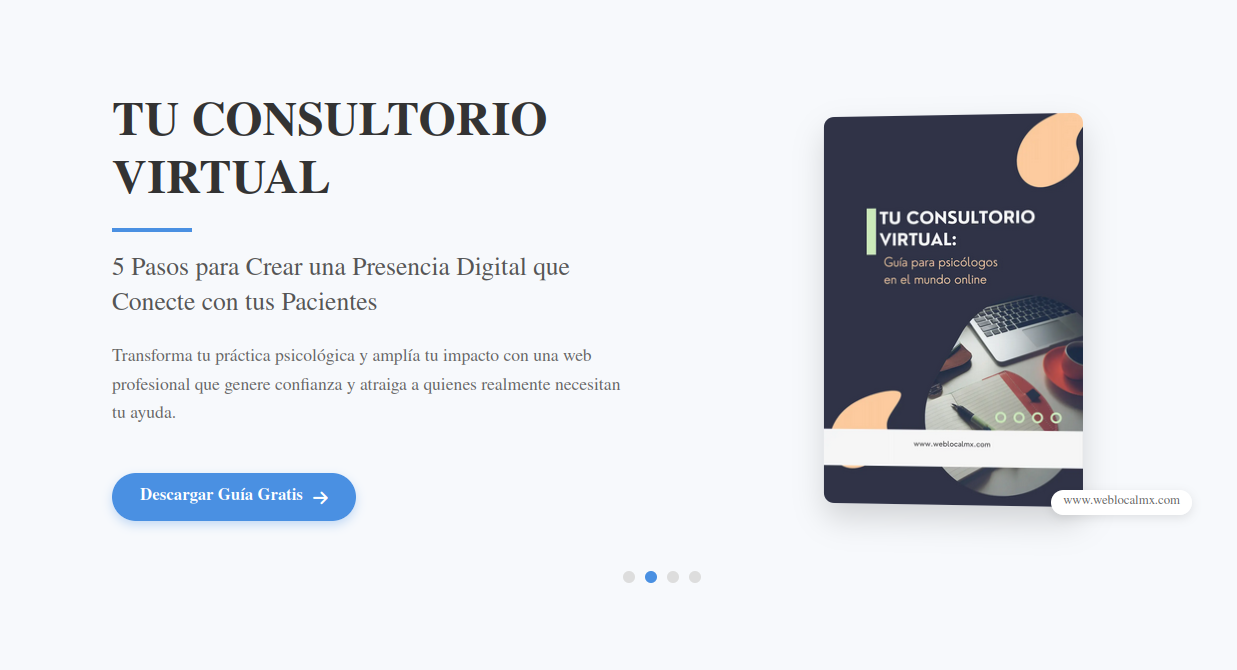 TU CONSULTORIO
VIRTUAL
5 Pasos para Crear una Presencia Digital que
Conecte con tus Pacientes
Transforma tu práctica psicológica y amplía tu impacto con una web
profesional que genere confianza y atraiga a quienes realmente necesitan
tu ayuda.
Descargar Guía Gratis
TU CONSULTORIO
VIRTUAL:
Guía para psicólogos
en el mundo online
www.weblocalmx.com
www.weblocalmx.com